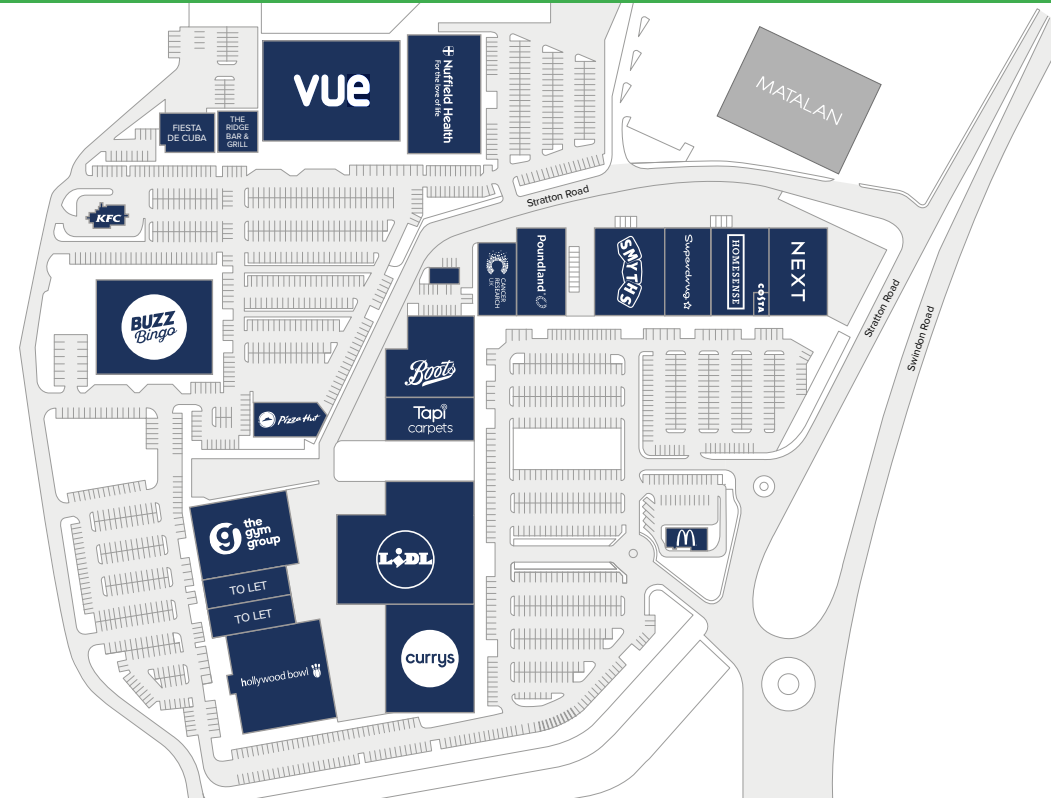 vue
Nuffield Health
For the love of life
MATALAN
FIESTA
DE CUBA
THE
RIDGE
BAR &
GRILL
KFC
Stratton Road
CANCER
RESEARCH
UK
Poundland
SMYTHS
Superdrug
HOMESENSE
COSTA
NEXT
Stratton Road
Swindon Road
BUZZ
Bingo
Boots
Tapi
carpets
Pizza Hut
the
gym
group
LIDL
M
TO LET
TO LET
hollywood bowl
currys